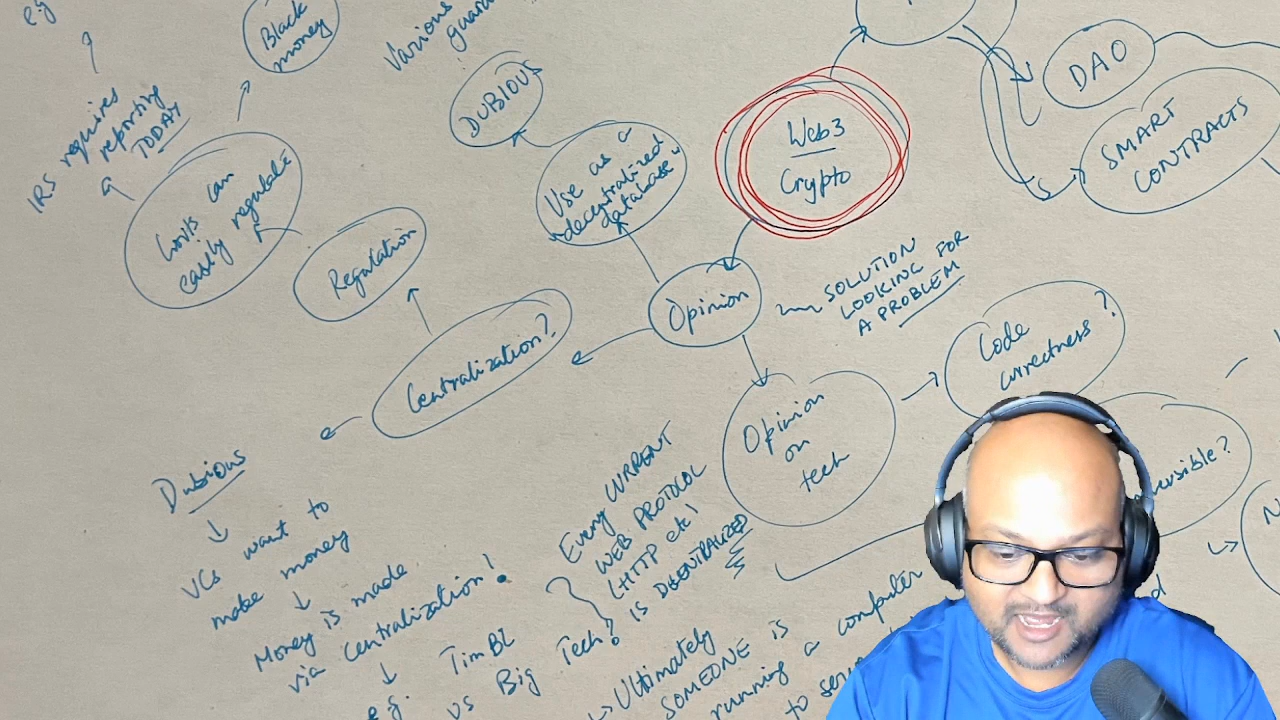 e.g
Black
money
Various
DAO
SMART
CONTRACTS
Web3
Crypto
DUBIOUS
Use as a
"decentralized
database"
IRS requires
reporting
TODAY
Govts can
easily regulate
Regulation
Opinion
SOLUTION
LOOKING FOR
A PROBLEM
Centralization?
Code
correctness?
Opinion
on
tech
Dubious
VCs want to
make money
Money is made
via centralization!
e.g. TimBL
vs Big Tech?
Every CURRENT
WEB PROTOCOL
(HTTP etc)
IS DECENTRALIZED
Ultimately
SOMEONE is
running a computer
to